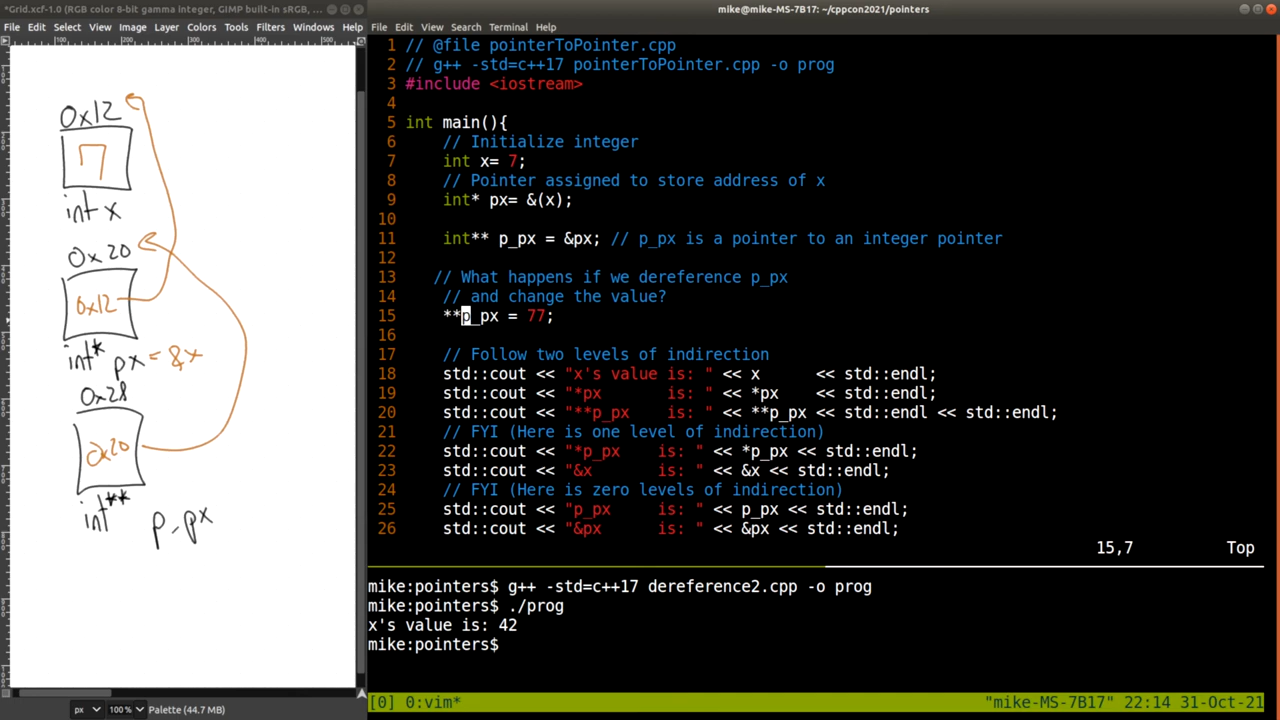 *Grid.xcf-1.0 (RGB color 8-bit gamma integer, GIMP built-in sRGB, ...
File Edit Select View Image Layer Colors Tools Filters Windows Help
0x12
7
int x
0x20
0x12
int* px = &x
0x28
0x20
int** p_px
px 100% Palette (44.7 MB)
mike@mike-MS-7B17: ~/cppcon2021/pointers
File Edit View Search Terminal Help
1 // @file pointerToPointer.cpp
2 // g++ -std=c++17 pointerToPointer.cpp -o prog
3 #include <iostream>
4
5 int main(){
6 // Initialize integer
7 int x= 7;
8 // Pointer assigned to store address of x
9 int* px= &(x);
10
11 int** p_px = &px; // p_px is a pointer to an integer pointer
12
13 // What happens if we dereference p_px
14 // and change the value?
15 **p_px = 77;
16
17 // Follow two levels of indirection
18 std::cout << "x's value is: " << x << std::endl;
19 std::cout << "*px is: " << *px << std::endl;
20 std::cout << "**p_px is: " << **p_px << std::endl << std::endl;
21 // FYI (Here is one level of indirection)
22 std::cout << "*p_px is: " << *p_px << std::endl;
23 std::cout << "&x is: " << &x << std::endl;
24 // FYI (Here is zero levels of indirection)
25 std::cout << "p_px is: " << p_px << std::endl;
26 std::cout << "&px is: " << &px << std::endl;
15,7 Top
mike:pointers$ g++ -std=c++17 dereference2.cpp -o prog
mike:pointers$ ./prog
x's value is: 42
mike:pointers$
[0] 0:vim* "mike-MS-7B17" 22:14 31-Oct-21